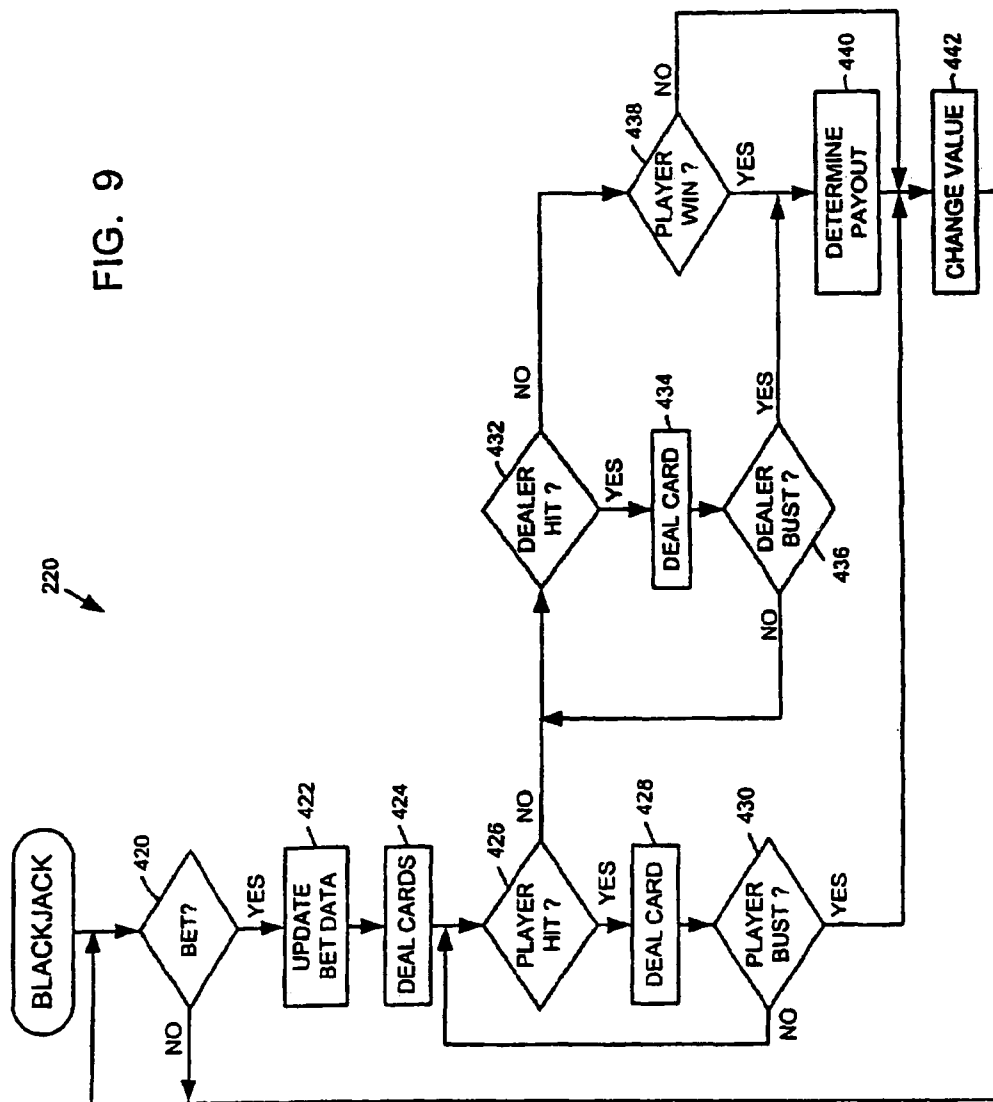 FIG. 9
220
BLACKJACK
420
BET?
NO
YES
422
UPDATE
BET DATA
424
DEAL CARDS
426
PLAYER
HIT ?
NO
YES
428
DEAL CARD
430
PLAYER
BUST ?
NO
YES
432
DEALER
HIT ?
NO
YES
434
DEAL CARD
DEALER
BUST ?
436
NO
YES
438
PLAYER
WIN ?
NO
YES
440
DETERMINE
PAYOUT
442
CHANGE VALUE